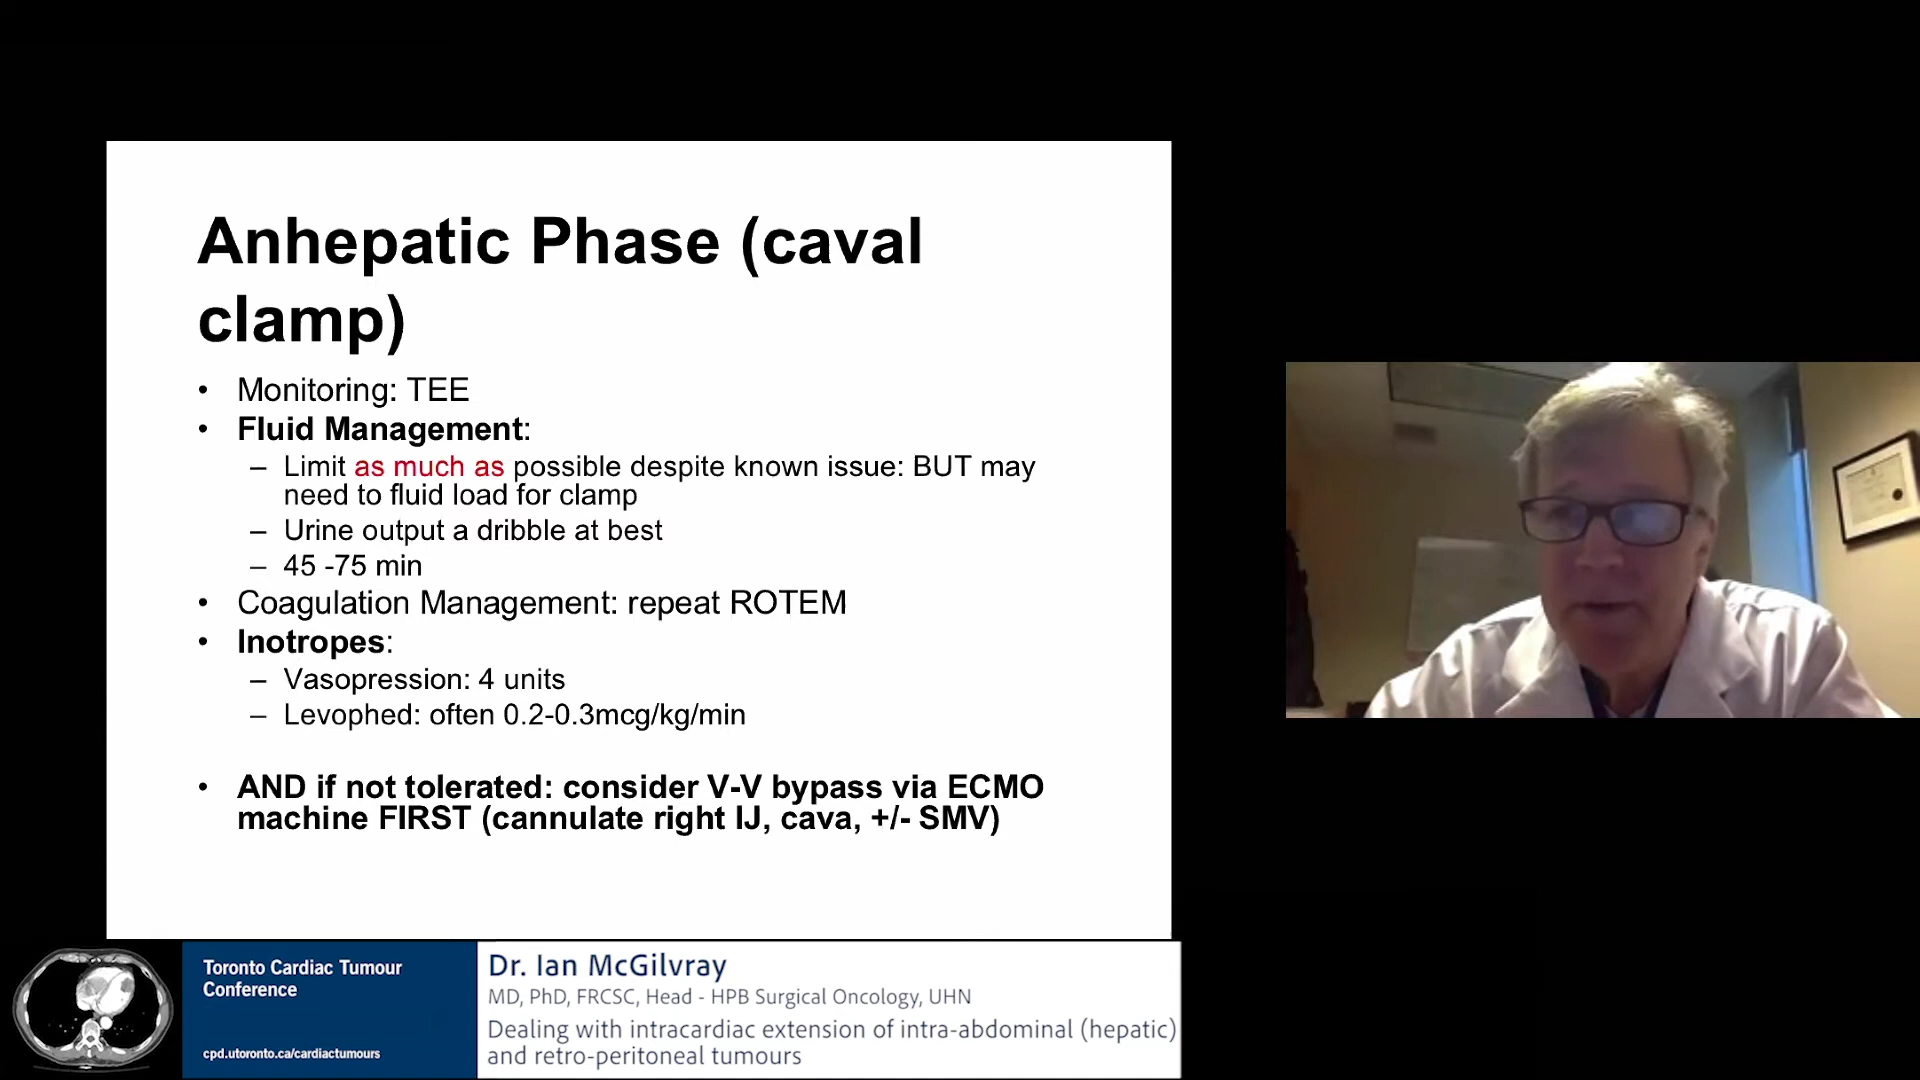 Anhepatic Phase (caval
clamp)
• Monitoring: TEE
• Fluid Management:
– Limit as much as possible despite known issue: BUT may
need to fluid load for clamp
– Urine output a dribble at best
– 45 -75 min
• Coagulation Management: repeat ROTEM
• Inotropes:
– Vasopression: 4 units
– Levophed: often 0.2-0.3mcg/kg/min
• AND if not tolerated: consider V-V bypass via ECMO
machine FIRST (cannulate right IJ, cava, +/- SMV)
Toronto Cardiac Tumour
Conference
cpd.utoronto.ca/cardiactumours
Dr. Ian McGilvray
MD, PhD, FRCSC, Head - HPB Surgical Oncology, UHN
Dealing with intracardiac extension of intra-abdominal (hepatic)
and retro-peritoneal tumours